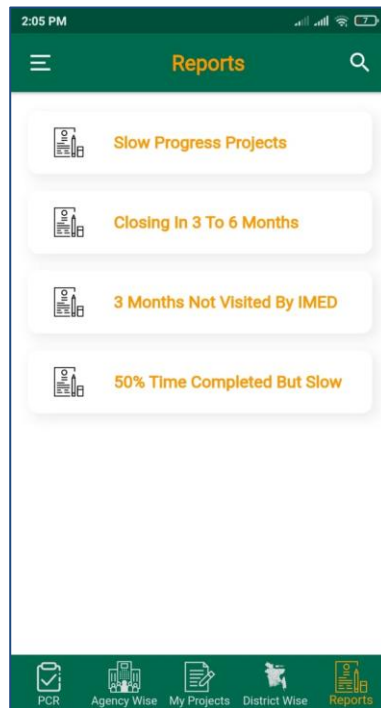 2:05 PM
7
Reports
Slow Progress Projects
Closing In 3 To 6 Months
3 Months Not Visited By IMED
50% Time Completed But Slow
PCR Agency Wise My Projects District Wise Reports